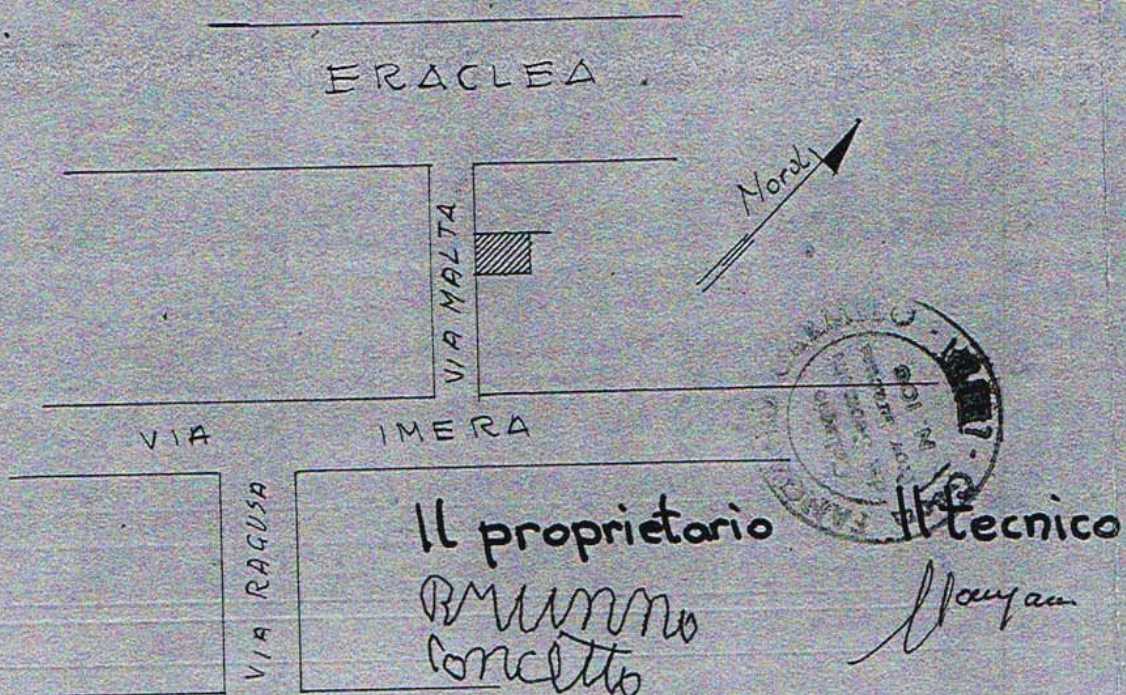 ERACLEA
Nord
VIA MALTA
VIA IMERA
VIA RAGUSA
Il proprietario
Il tecnico
Concetto